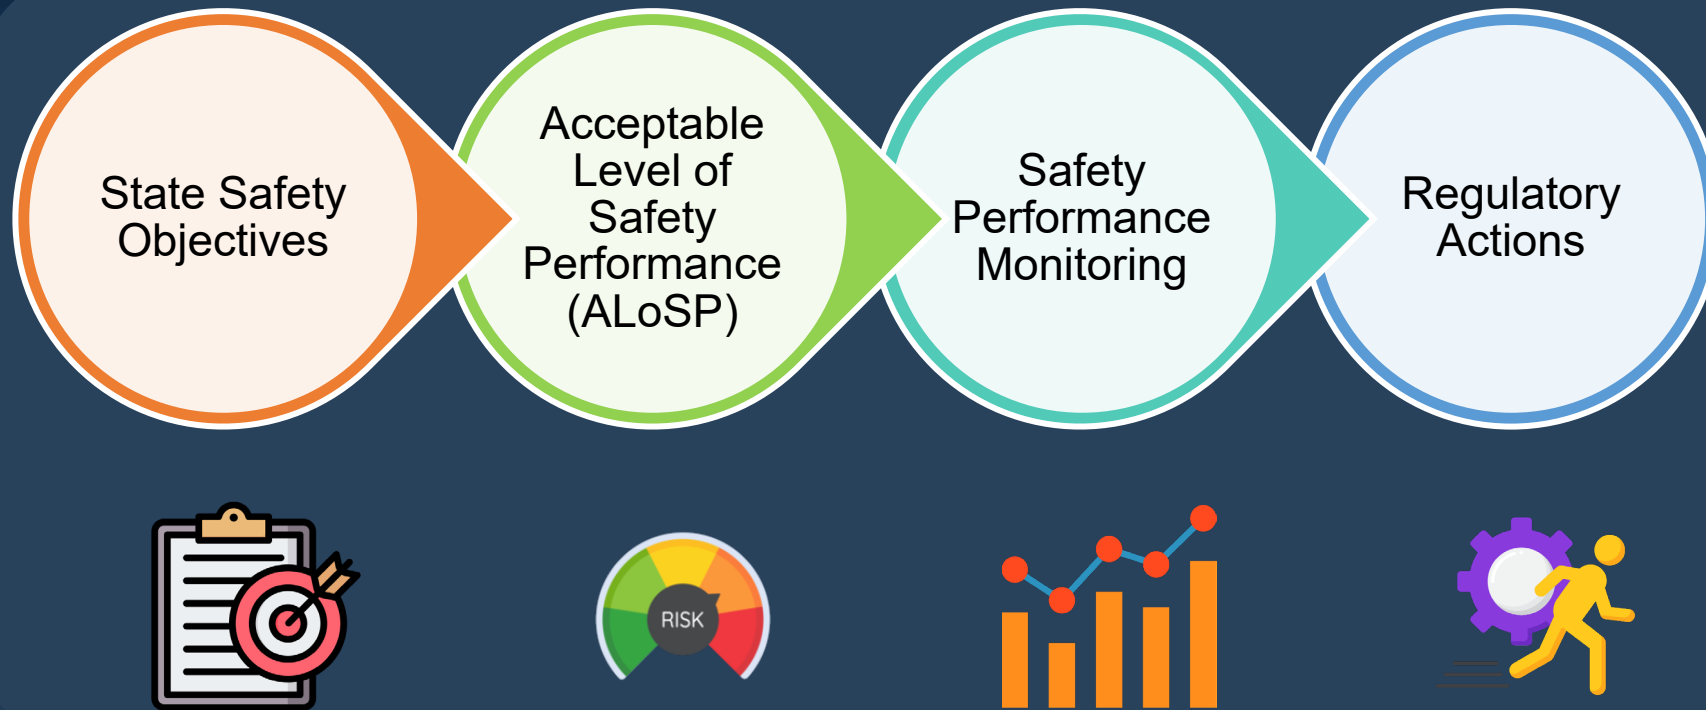 State Safety
Objectives
Acceptable
Level of
Safety
Performance
(ALoSP)
Safety
Performance
Monitoring
Regulatory
Actions
RISK